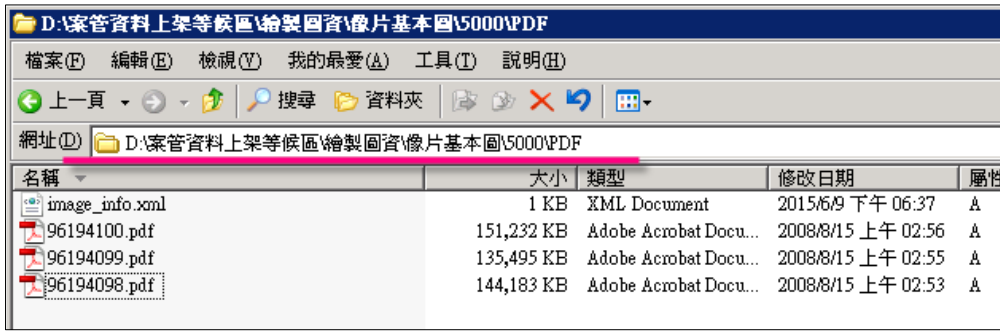 D:\案管資料上架等候區\繪製圖資\像片基本圖\5000\PDF
檔案(F) 編輯(E) 檢視(V) 我的最愛(A) 工具(T) 說明(H)
上一頁 搜尋 資料夾
網址(D) D:\案管資料上架等候區\繪製圖資\像片基本圖\5000\PDF
名稱 大小 類型 修改日期 屬性
image_info.xml 1 KB XML Document 2015/6/9 下午 06:37 A
96194100.pdf 151,232 KB Adobe Acrobat Docu... 2008/8/15 上午 02:56 A
96194099.pdf 135,495 KB Adobe Acrobat Docu... 2008/8/15 上午 02:55 A
96194098.pdf 144,183 KB Adobe Acrobat Docu... 2008/8/15 上午 02:53 A